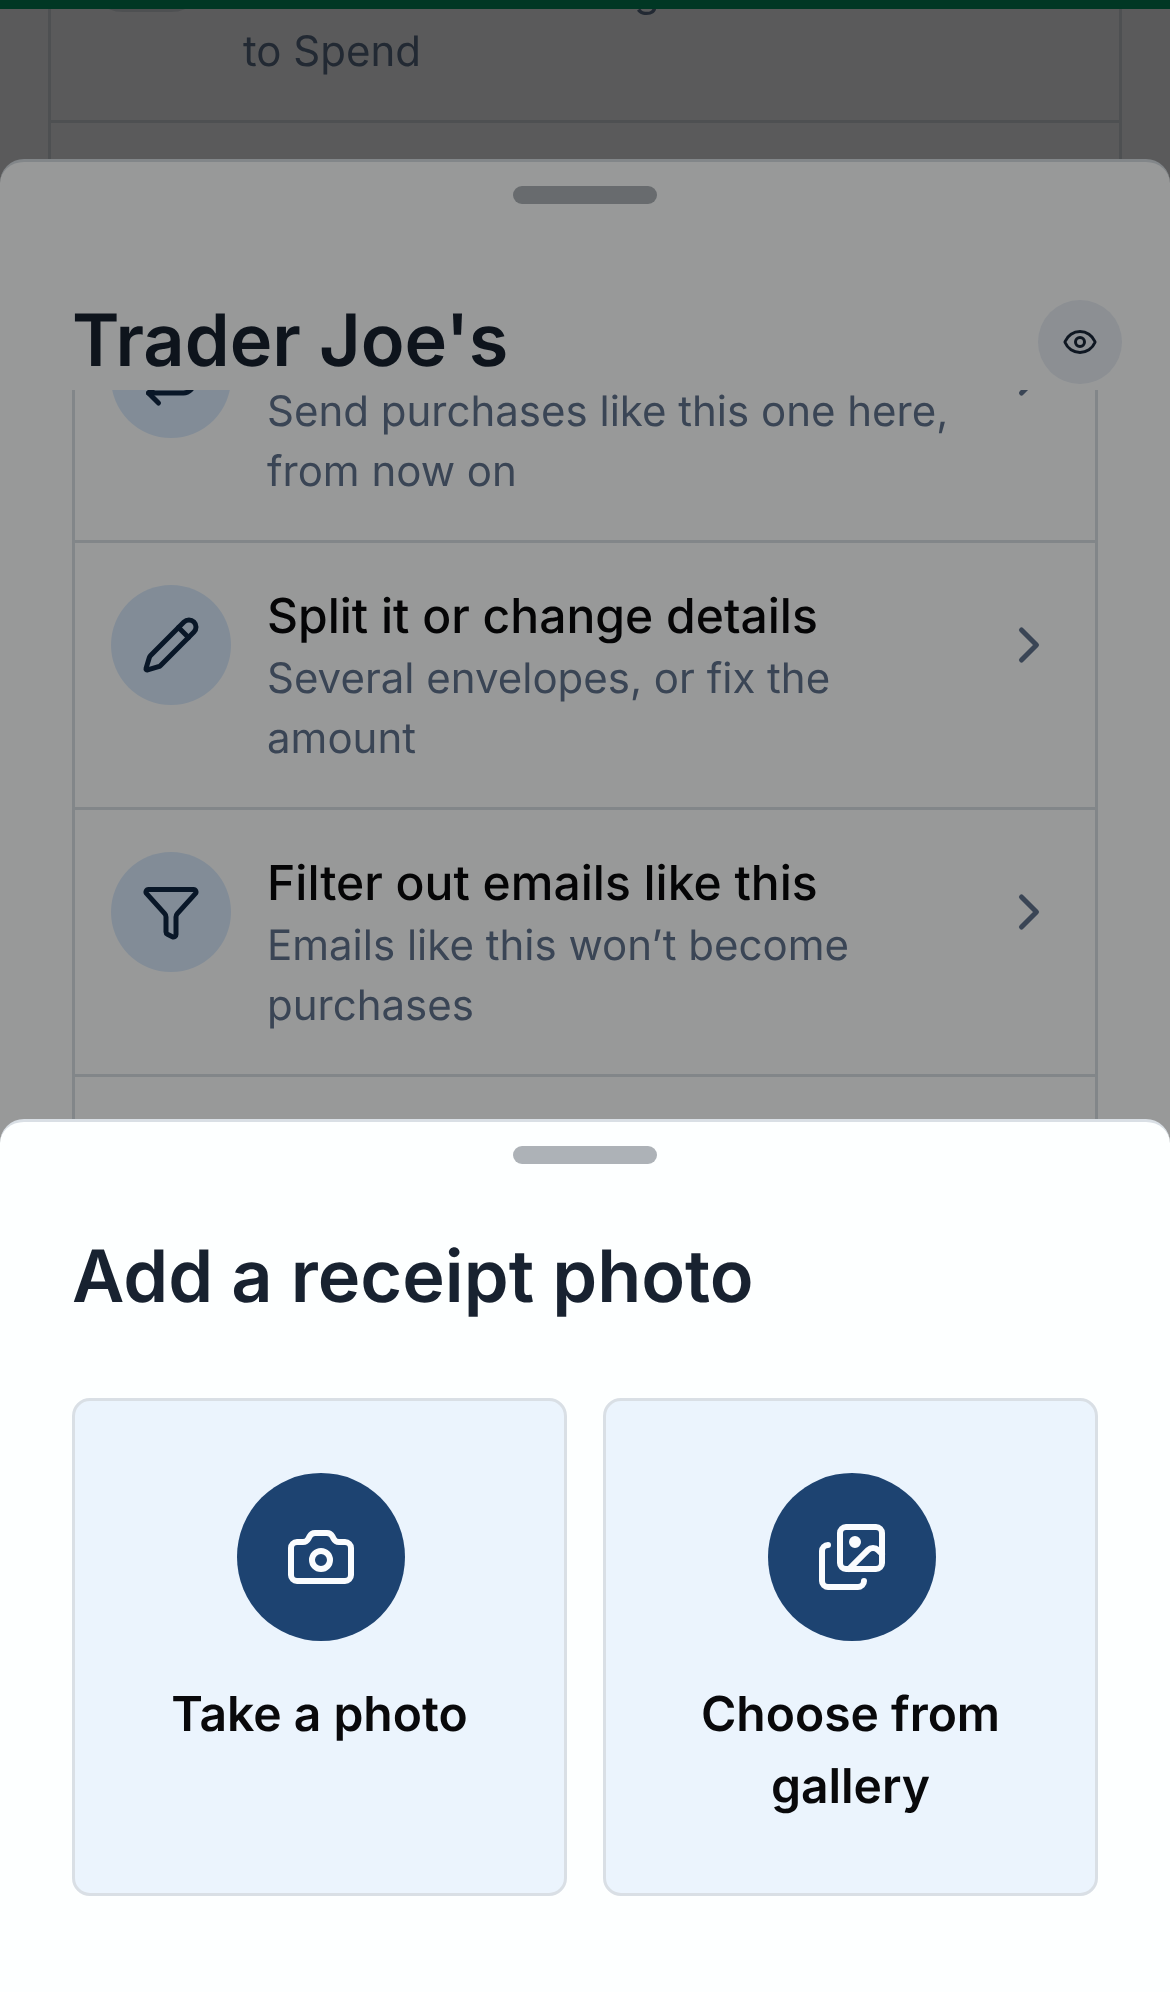 to Spend
Trader Joe's
Send purchases like this one here,
from now on
Split it or change details
Several envelopes, or fix the
amount
Filter out emails like this
Emails like this won’t become
purchases
Add a receipt photo
Take a photo
Choose from
gallery